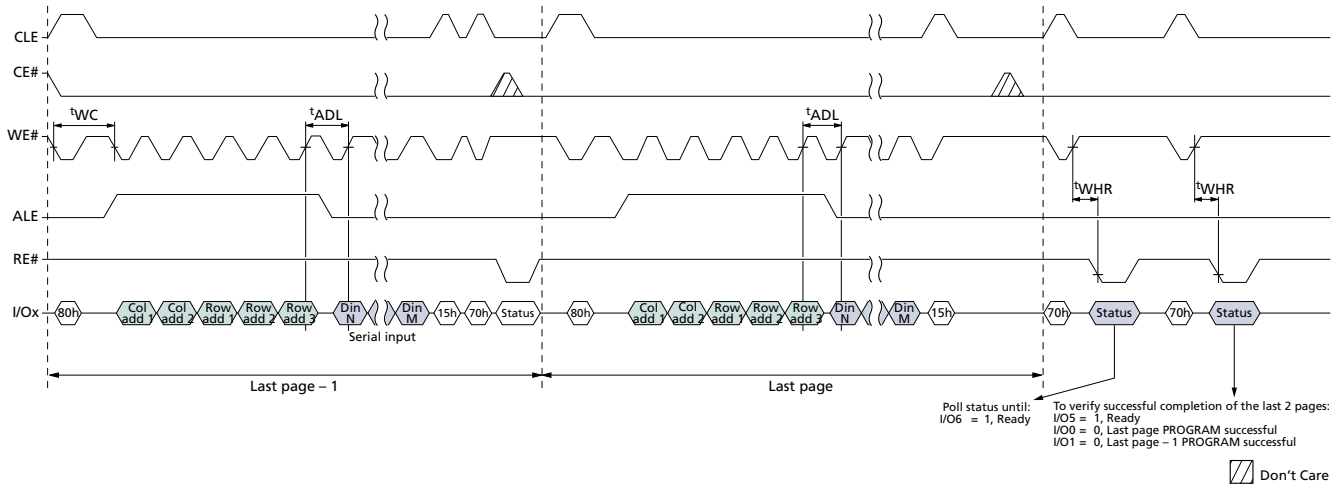 CLE
CE#
tWC
tADL
tADL
WE#
tWHR
tWHR
ALE
RE#
I/Ox
80h
Col add 1
Col add 2
Row add 1
Row add 2
Row add 3
Din N
Din M
15h
70h
Status
80h
Col add 1
Col add 2
Row add 1
Row add 2
Row add 3
Din N
Din M
15h
70h
Status
70h
Status
Serial input
Last page – 1
Last page
Poll status until:
I/O6 = 1, Ready
To verify successful completion of the last 2 pages:
I/O5 = 1, Ready
I/O0 = 0, Last page PROGRAM successful
I/O1 = 0, Last page – 1 PROGRAM successful
Don't Care